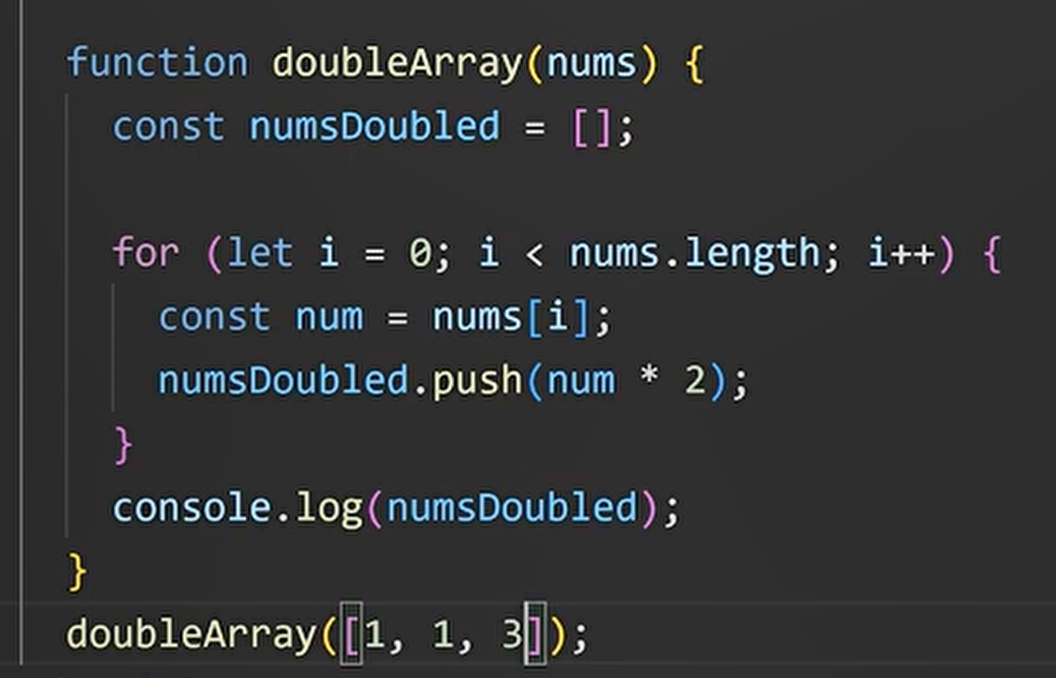 function doubleArray(nums) {
  const numsDoubled = [];

  for (let i = 0; i < nums.length; i++) {
    const num = nums[i];
    numsDoubled.push(num * 2);
  }
  console.log(numsDoubled);
}
doubleArray([1, 1, 3]);